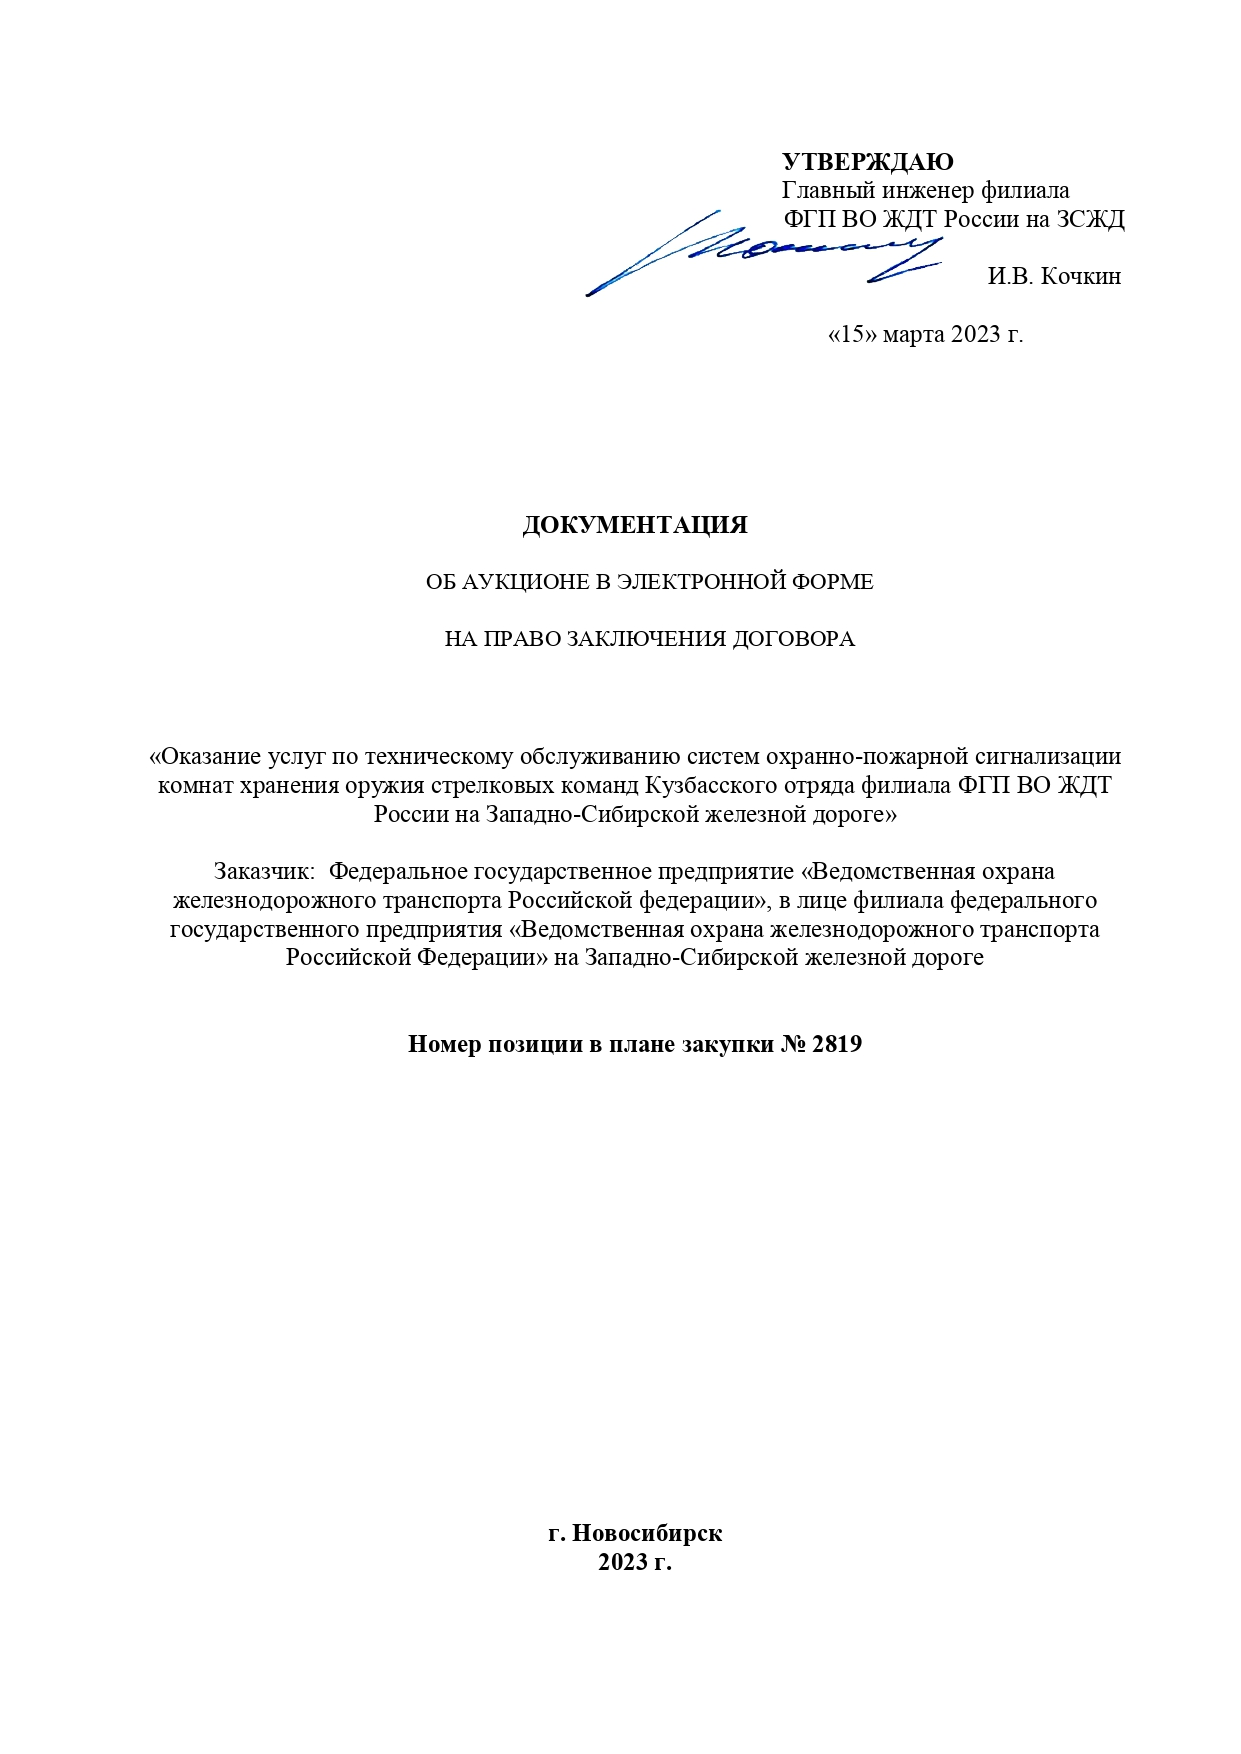 УТВЕРЖДАЮ
Главный инженер филиала
ФГП ВО ЖДТ России на ЗСЖД
И.В. Кочкин
«15» марта 2023 г.
ДОКУМЕНТАЦИЯ
ОБ АУКЦИОНЕ В ЭЛЕКТРОННОЙ ФОРМЕ
НА ПРАВО ЗАКЛЮЧЕНИЯ ДОГОВОРА
«Оказание услуг по техническому обслуживанию систем охранно-пожарной сигнализации
комнат хранения оружия стрелковых команд Кузбасского отряда филиала ФГП ВО ЖДТ
России на Западно-Сибирской железной дороге»
Заказчик:  Федеральное государственное предприятие «Ведомственная охрана
железнодорожного транспорта Российской федерации», в лице филиала федерального
государственного предприятия «Ведомственная охрана железнодорожного транспорта
Российской Федерации» на Западно-Сибирской железной дороге
Номер позиции в плане закупки № 2819
г. Новосибирск
2023 г.